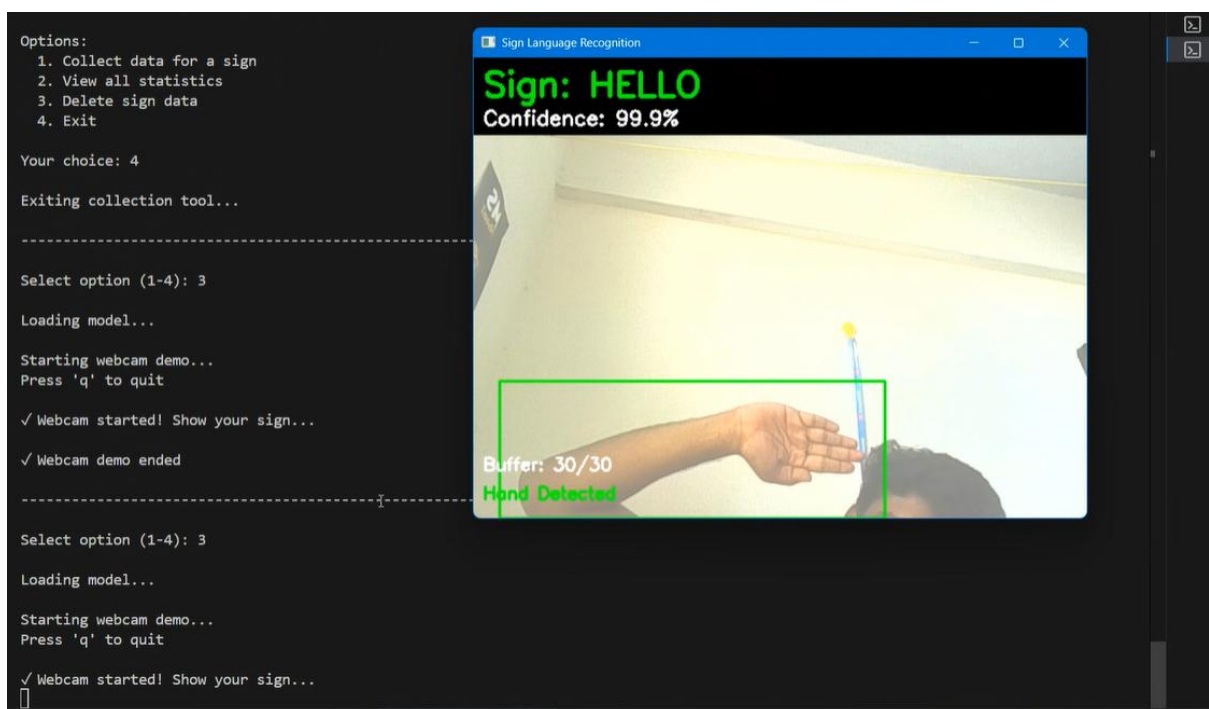 Options:
1. Collect data for a sign
2. View all statistics
3. Delete sign data
4. Exit
Your choice: 4
Exiting collection tool...
--------------------------------------------------------
Select option (1-4): 3
Loading model...
Starting webcam demo...
Press 'q' to quit
✓ Webcam started! Show your sign...
✓ Webcam demo ended
--------------------------------------------------------
Select option (1-4): 3
Loading model...
Starting webcam demo...
Press 'q' to quit
✓ Webcam started! Show your sign...
Sign Language Recognition
Sign: HELLO
Confidence: 99.9%
Buffer: 30/30
Hand Detected